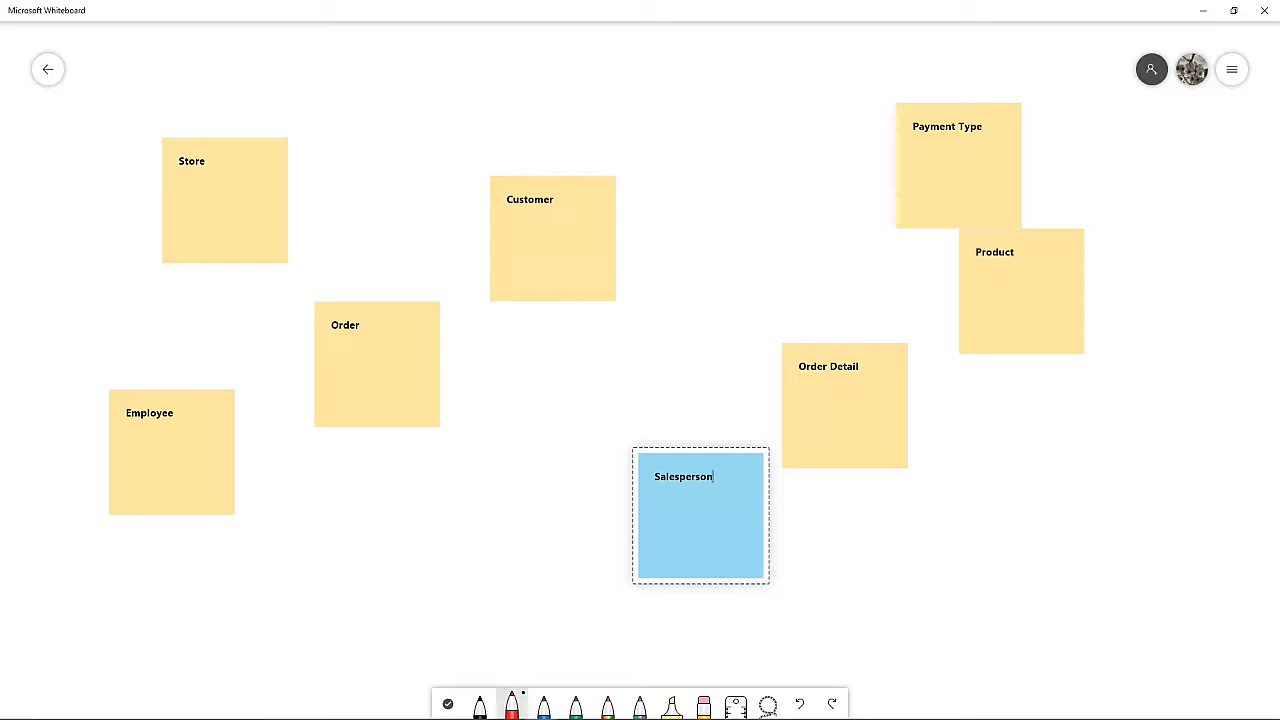 Microsoft Whiteboard
Payment Type
Store
Customer
Product
Order
Order Detail
Employee
Salesperson